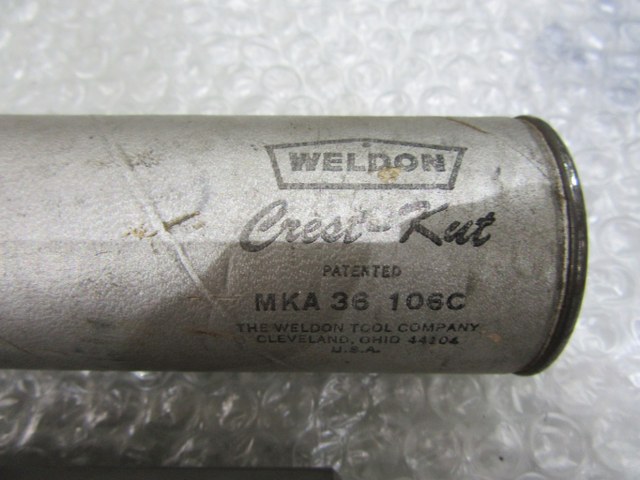 WELDON
Crest-Kut
PATENTED
MKA 36 106C
THE WELDON TOOL COMPANY
CLEVELAND, OHIO 44104
U.S.A.